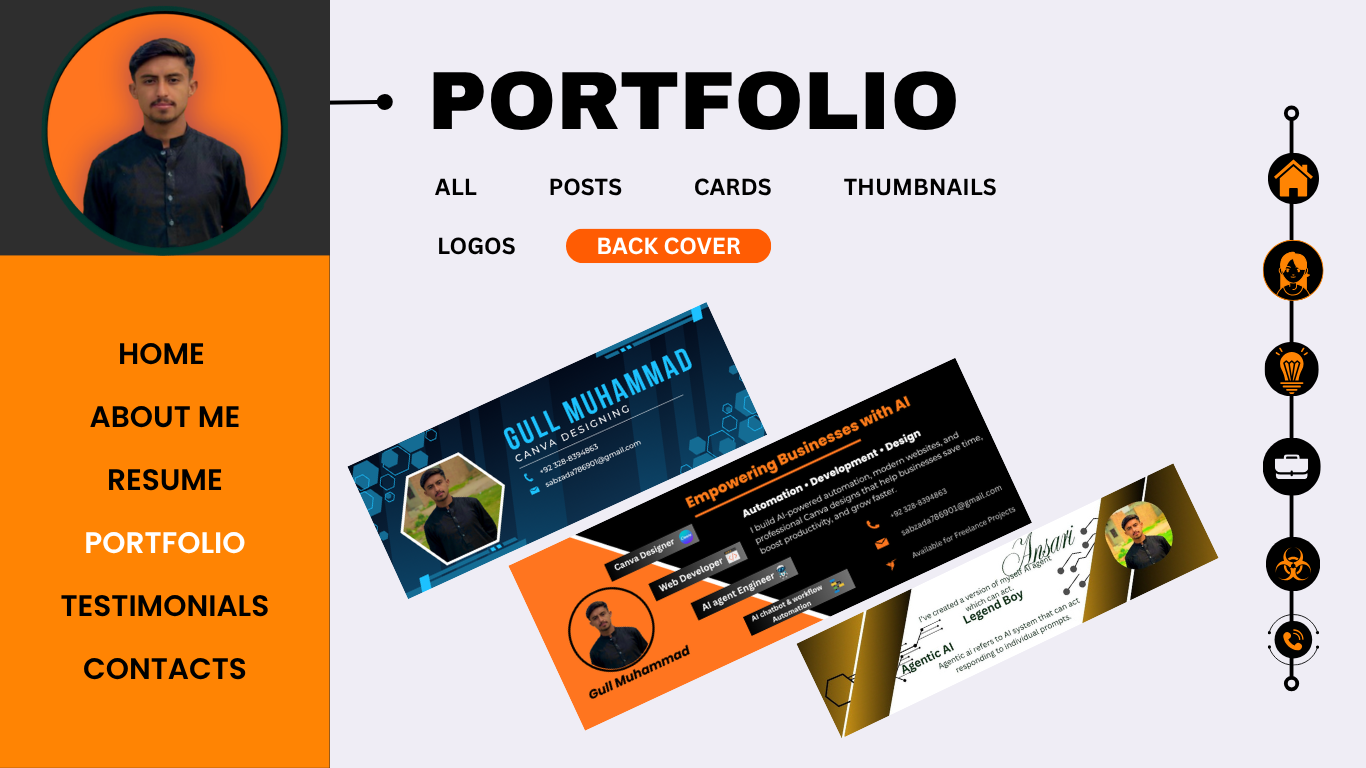 PORTFOLIO
ALL POSTS CARDS THUMBNAILS
LOGOS BACK COVER
HOME
ABOUT ME
RESUME
PORTFOLIO
TESTIMONIALS
CONTACTS
GULL MUHAMMAD
CANVA DESIGNING
+92 328-8394863
sabzada786901@gmail.com
Empowering Businesses with AI
Automation • Development • Design
I build AI-powered automation, modern websites, and
professional Canva designs that help businesses save time,
boost productivity, and grow faster.
+92 328-8394863
sabzada786901@gmail.com
Available for Freelance Projects
Canva Designer
Web Developer
AI agent Engineer
AI chatbot & workflow
Automation
Gull Muhammad
Ansari
I've created a version of myself AI agent
which can act.
Legend Boy
Agentic AI
Agentic ai refers to AI system that can act
responding to individual prompts.